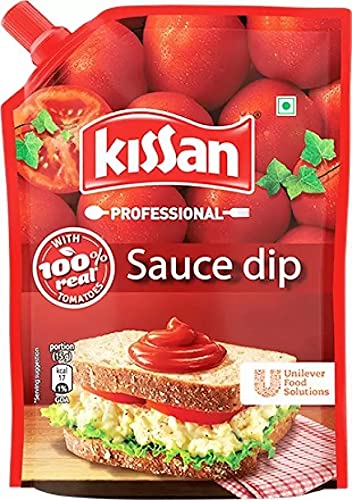 kissan
PROFESSIONAL
WITH
100%
real
TOMATOES
Sauce dip
portion
(15g)
kcal
17
1%
GDA
*Serving suggestion
Unilever
Food
Solutions